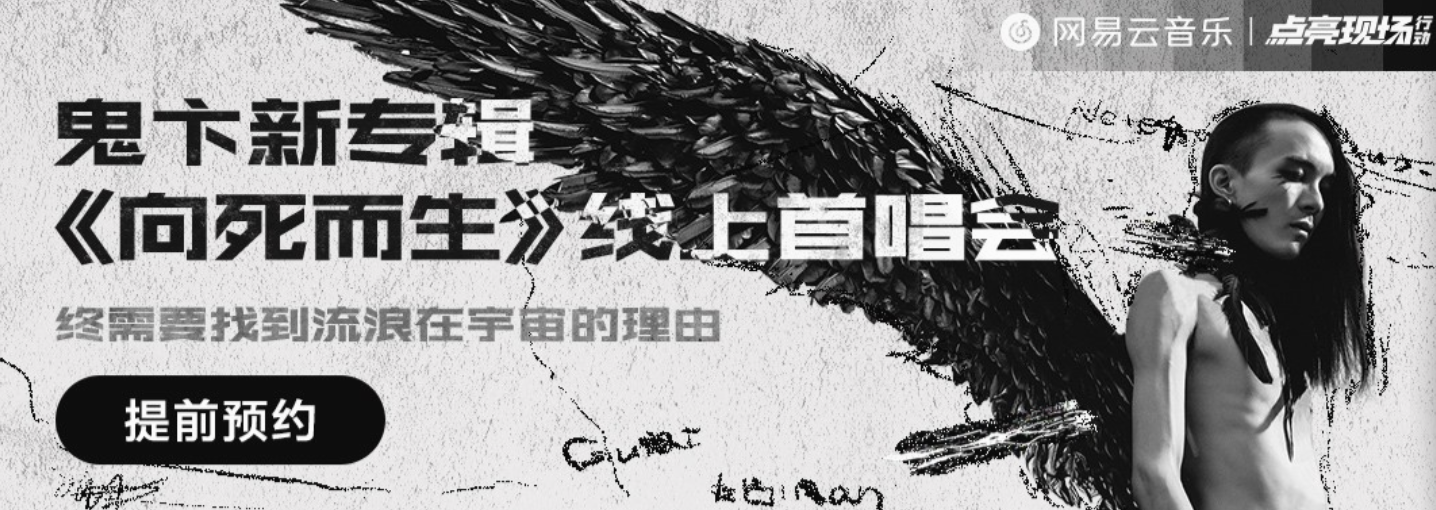 网易云音乐 | 点亮现场行动
鬼卞新专辑
《向死而生》线上首唱会
终需要找到流浪在宇宙的理由
提前预约